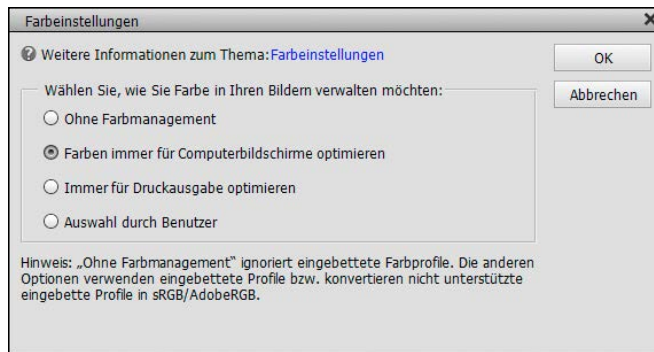 Farbeinstellungen
Weitere Informationen zum Thema:Farbeinstellungen
OK
Abbrechen
Wählen Sie, wie Sie Farbe in Ihren Bildern verwalten möchten:
Ohne Farbmanagement
Farben immer für Computerbildschirme optimieren
Immer für Druckausgabe optimieren
Auswahl durch Benutzer
Hinweis: „Ohne Farbmanagement“ ignoriert eingebettete Farbprofile. Die anderen
Optionen verwenden eingebettete Profile bzw. konvertieren nicht unterstützte
eingebette Profile in sRGB/AdobeRGB.